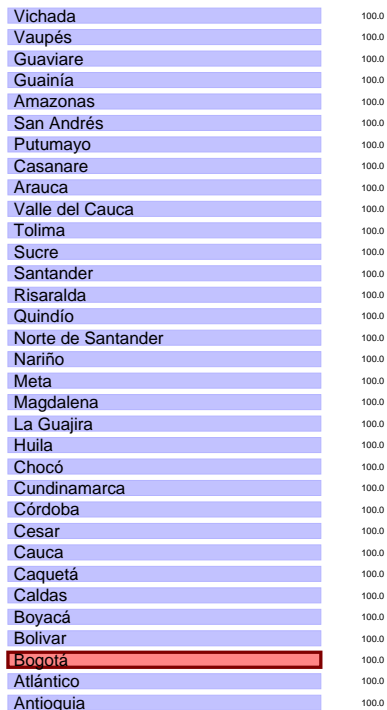 Vichada 100.0
Vaupés 100.0
Guaviare 100.0
Guainía 100.0
Amazonas 100.0
San Andrés 100.0
Putumayo 100.0
Casanare 100.0
Arauca 100.0
Valle del Cauca 100.0
Tolima 100.0
Sucre 100.0
Santander 100.0
Risaralda 100.0
Quindío 100.0
Norte de Santander 100.0
Nariño 100.0
Meta 100.0
Magdalena 100.0
La Guajira 100.0
Huila 100.0
Chocó 100.0
Cundinamarca 100.0
Córdoba 100.0
Cesar 100.0
Cauca 100.0
Caquetá 100.0
Caldas 100.0
Boyacá 100.0
Bolivar 100.0
Bogotá 100.0
Atlántico 100.0
Antioquia 100.0